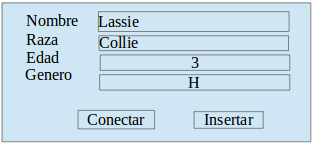 Nombre Lassie
Raza Collie
Edad 3
Genero H
Conectar Insertar